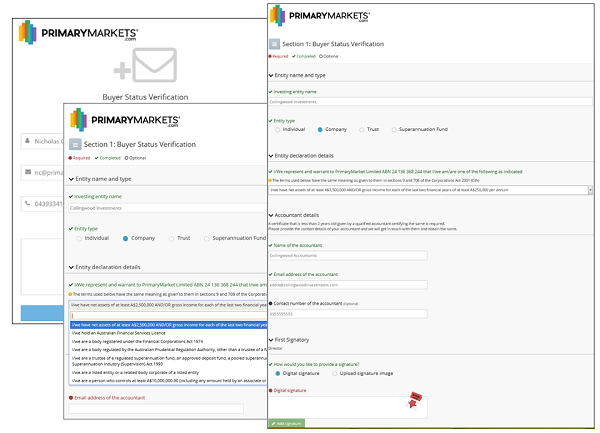 PRIMARYMARKETS'
.com
Buyer Status Verification
Nicholas C
nc@prima
04393341
PRIMARYMARKETS'
.com
Section 1: Buyer Status Verification
Required Completed Optional
Entity name and type
Investing entity name
Collingwood Investments
Entity type
Individual Company Trust Superannuation Fund
Entity declaration details
I/We represent and warrant to PrimaryMarket Limited ABN 24 136 368 244 that I/we am/are
The terms used below have the same meaning as given to them in sections 9 and 708 of the Corporations
I/we have net assets of at least A$2,500,000 AND/OR gross income for each of the last two financial yea
I/we have net assets of at least A$2,500,000 AND/OR gross income for each of the last two financial yea
I/we hold an Australian Financial Services Licence
I/we are a body registered under the Financial Corporations Act 1974
I/we are a body regulated by the Australian Prudential Regulation Authority, other than a trustee of a
I/we are a trustee of a regulated superannuation fund, an approved deposit fund, a pooled superannuation
Superannuation Industry (Supervision) Act 1993
I/we are a listed entity or a related body corporate of a listed entity
I/we are a person who controls at least A$10,000,000.00 (including any amount held by an associate or
Email address of the accountant
PRIMARYMARKETS'
.com
Section 1: Buyer Status Verification
Required Completed Optional
Entity name and type
Investing entity name
Collingwood Investments
Entity type
Individual Company Trust Superannuation Fund
Entity declaration details
I/We represent and warrant to PrimaryMarket Limited ABN 24 136 368 244 that I/we am/are one of the following as indicated
The terms used below have the same meaning as given to them in sections 9 and 708 of the Corporations Act 2001 (Cth)
I/we have net assets of at least A$2,500,000 AND/OR gross income for each of the last two financial years of at least A$250,000 per annum
Accountant details
A certificate that is less than 2 years old given by a qualified accountant certifying the same is required.
Please provide the contact details of your accountant and we will get in touch with them and obtain the same.
Name of the accountant
Collingwood Accountants
Email address of the accountant
Contact number of the accountant (optional)
First Signatory
Director
How would you like to provide a signature?
Digital signature Upload signature image
Digital signature
Add signature